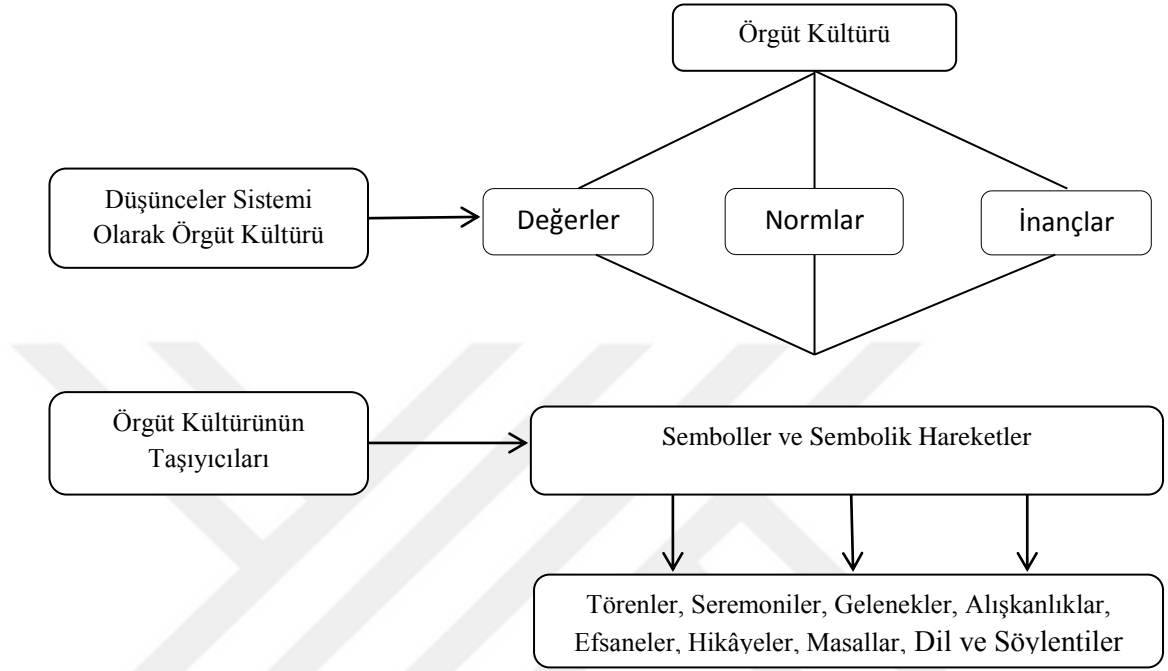 Örgüt Kültürü
Düşünceler Sistemi
Olarak Örgüt Kültürü
Değerler
Normlar
İnançlar
Örgüt Kültürünün
Taşıyıcıları
Semboller ve Sembolik Hareketler
Törenler, Seremoniler, Gelenekler, Alışkanlıklar,
Efsaneler, Hikâyeler, Masallar, Dil ve Söylentiler